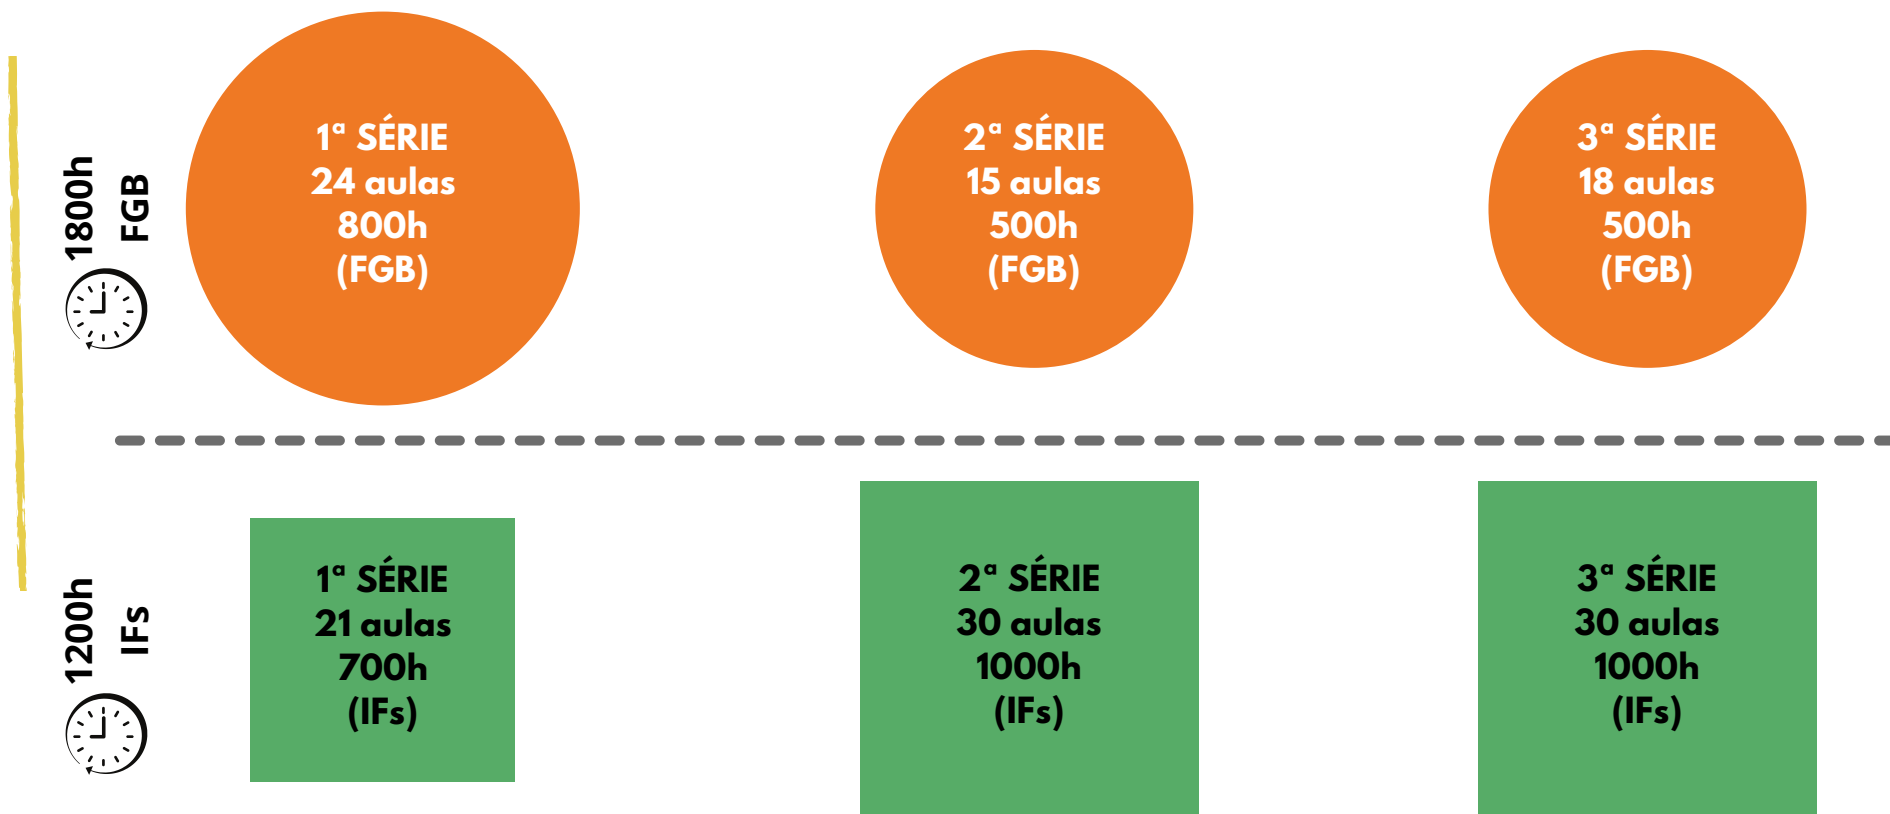 1800h
FGB
1ª SÉRIE
24 aulas
800h
(FGB)
2ª SÉRIE
15 aulas
500h
(FGB)
3ª SÉRIE
18 aulas
500h
(FGB)
1200h
IFs
1ª SÉRIE
21 aulas
700h
(IFs)
2ª SÉRIE
30 aulas
1000h
(IFs)
3ª SÉRIE
30 aulas
1000h
(IFs)